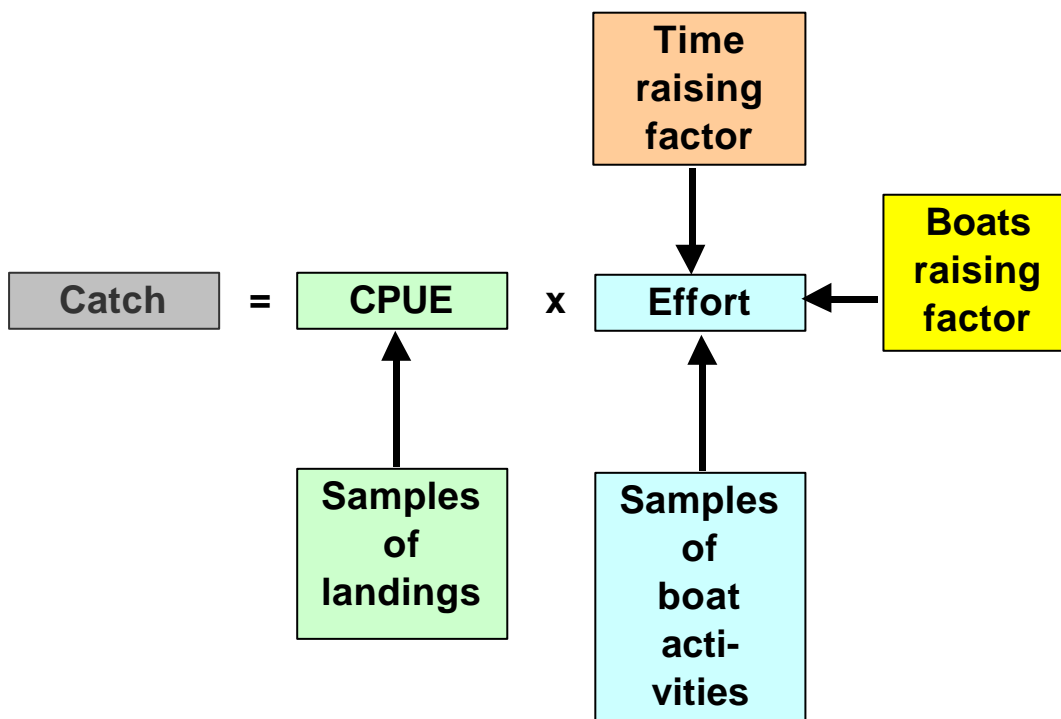 Time
raising
factor
Boats
raising
factor
Catch = CPUE x Effort
Samples
of
landings
Samples
of
boat
acti-
vities